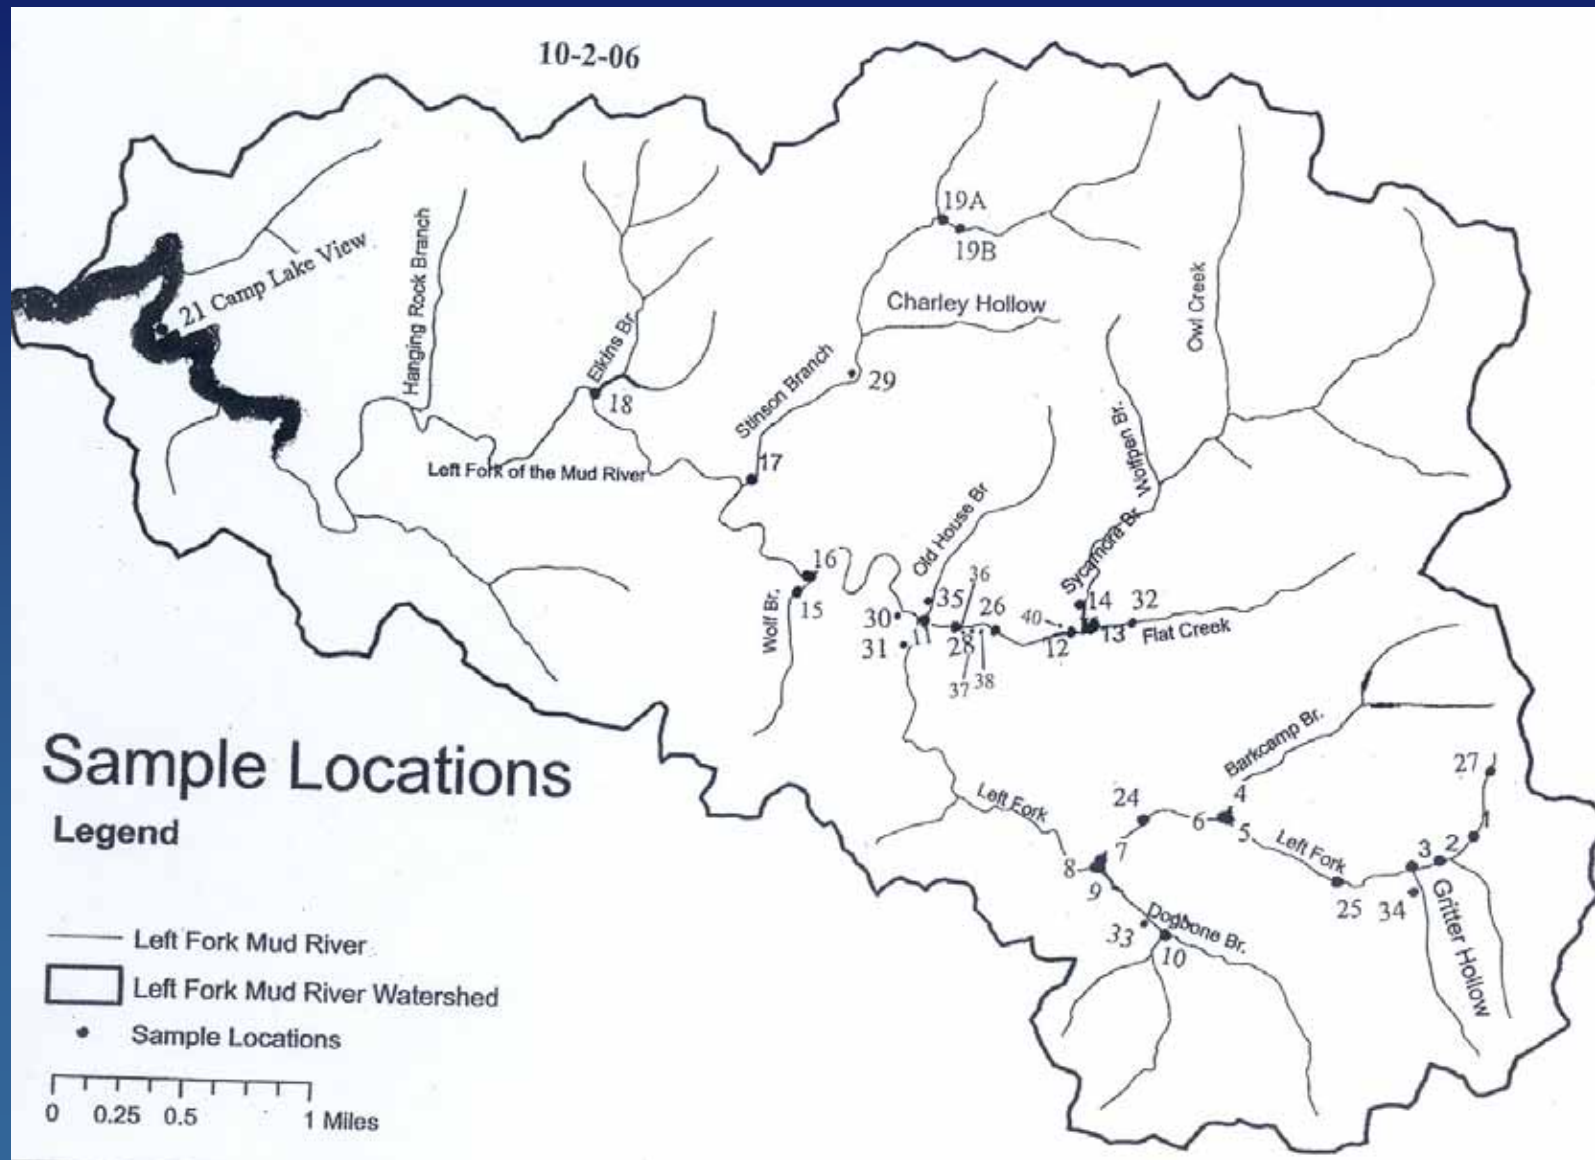 10-2-06
19A
19B
21 Camp Lake View
Hanging Rock Branch
Elkins Br.
Charley Hollow
Owl Creek
18
Stinson Branch
29
Wolfpen Br.
Left Fork of the Mud River
17
Old House Br
Sycamore Br.
16
15
Wolf Br.
36
35
26
40
14
32
30
11
31
28
12
13
Flat Creek
37
38
Barkcamp Br.
27
Sample Locations
Left Fork
24
4
6
5
Left Fork
1
2
3
7
8
9
25
34
Gritter Hollow
Dogbone Br.
33
10
Legend
Left Fork Mud River
Left Fork Mud River Watershed
Sample Locations
0 0.25 0.5 1 Miles